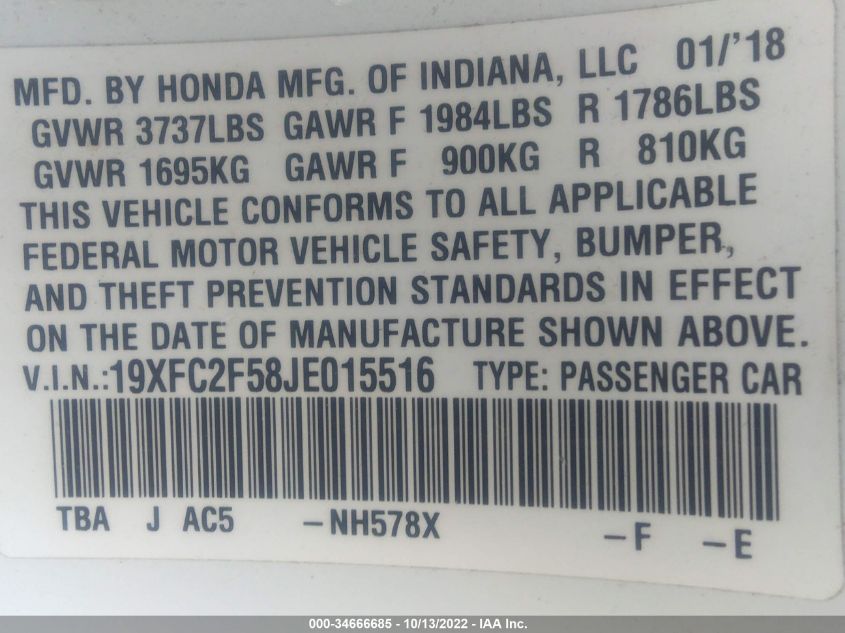 MFD. BY HONDA MFG. OF INDIANA, LLC 01/'18
GVWR 3737LBS GAWR F 1984LBS R 1786LBS
GVWR 1695KG GAWR F 900KG R 810KG
THIS VEHICLE CONFORMS TO ALL APPLICABLE
FEDERAL MOTOR VEHICLE SAFETY, BUMPER,
AND THEFT PREVENTION STANDARDS IN EFFECT
ON THE DATE OF MANUFACTURE SHOWN ABOVE.
V.I.N.:19XFC2F58JE015516 TYPE: PASSENGER CAR
TBA J AC5 -NH578X -F -E
000-34666685 - 10/13/2022 - IAA Inc.